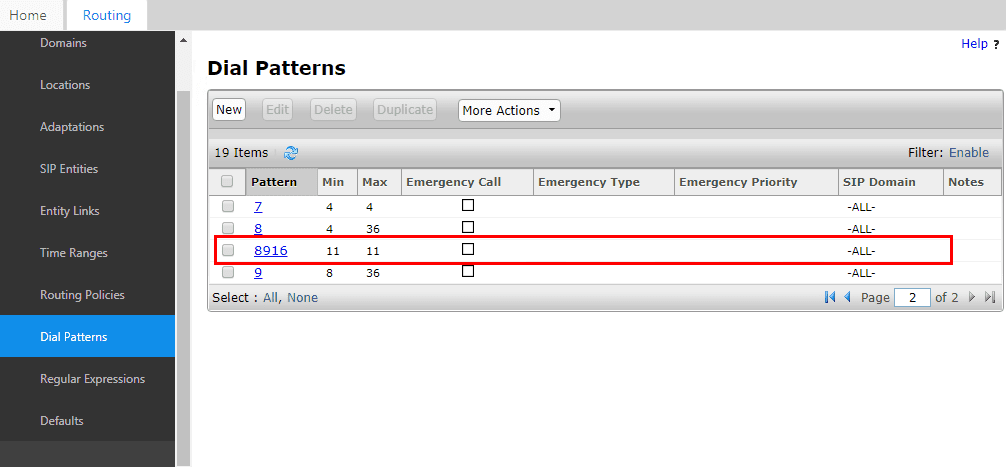 Home Routing
Help ?
Domains
Locations
Adaptations
SIP Entities
Entity Links
Time Ranges
Routing Policies
Dial Patterns
Regular Expressions
Defaults
Dial Patterns
New Edit Delete Duplicate More Actions
19 Items Filter: Enable
Pattern Min Max Emergency Call Emergency Type Emergency Priority SIP Domain Notes
7 4 4 -ALL-
8 4 36 -ALL-
8916 11 11 -ALL-
9 8 36 -ALL-
Select : All, None Page 2 of 2